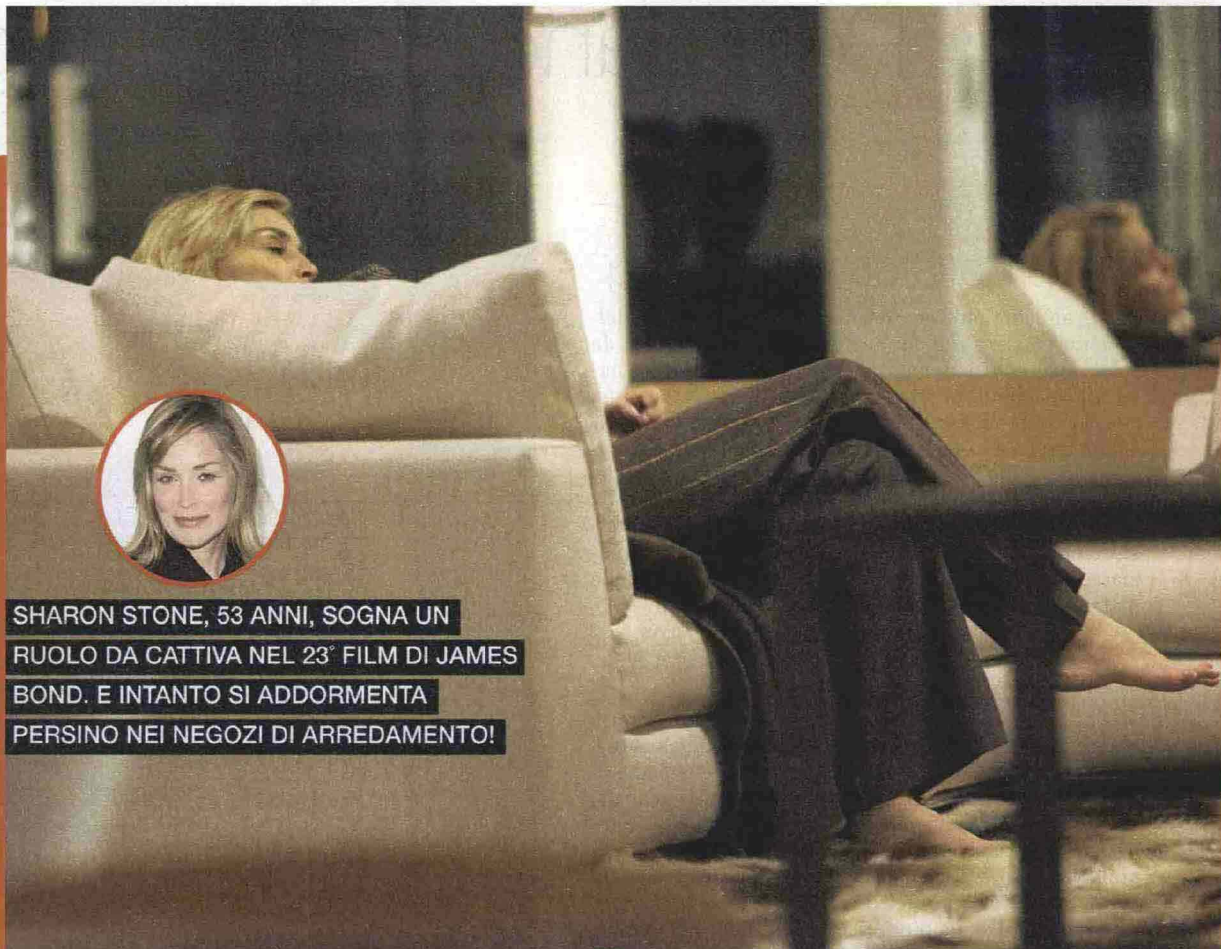 SHARON STONE, 53 ANNI, SOGNA UN
RUOLO DA CATTIVA NEL 23° FILM DI JAMES
BOND. E INTANTO SI ADDORMENTA
PERSINO NEI NEGOZI DI ARREDAMENTO!